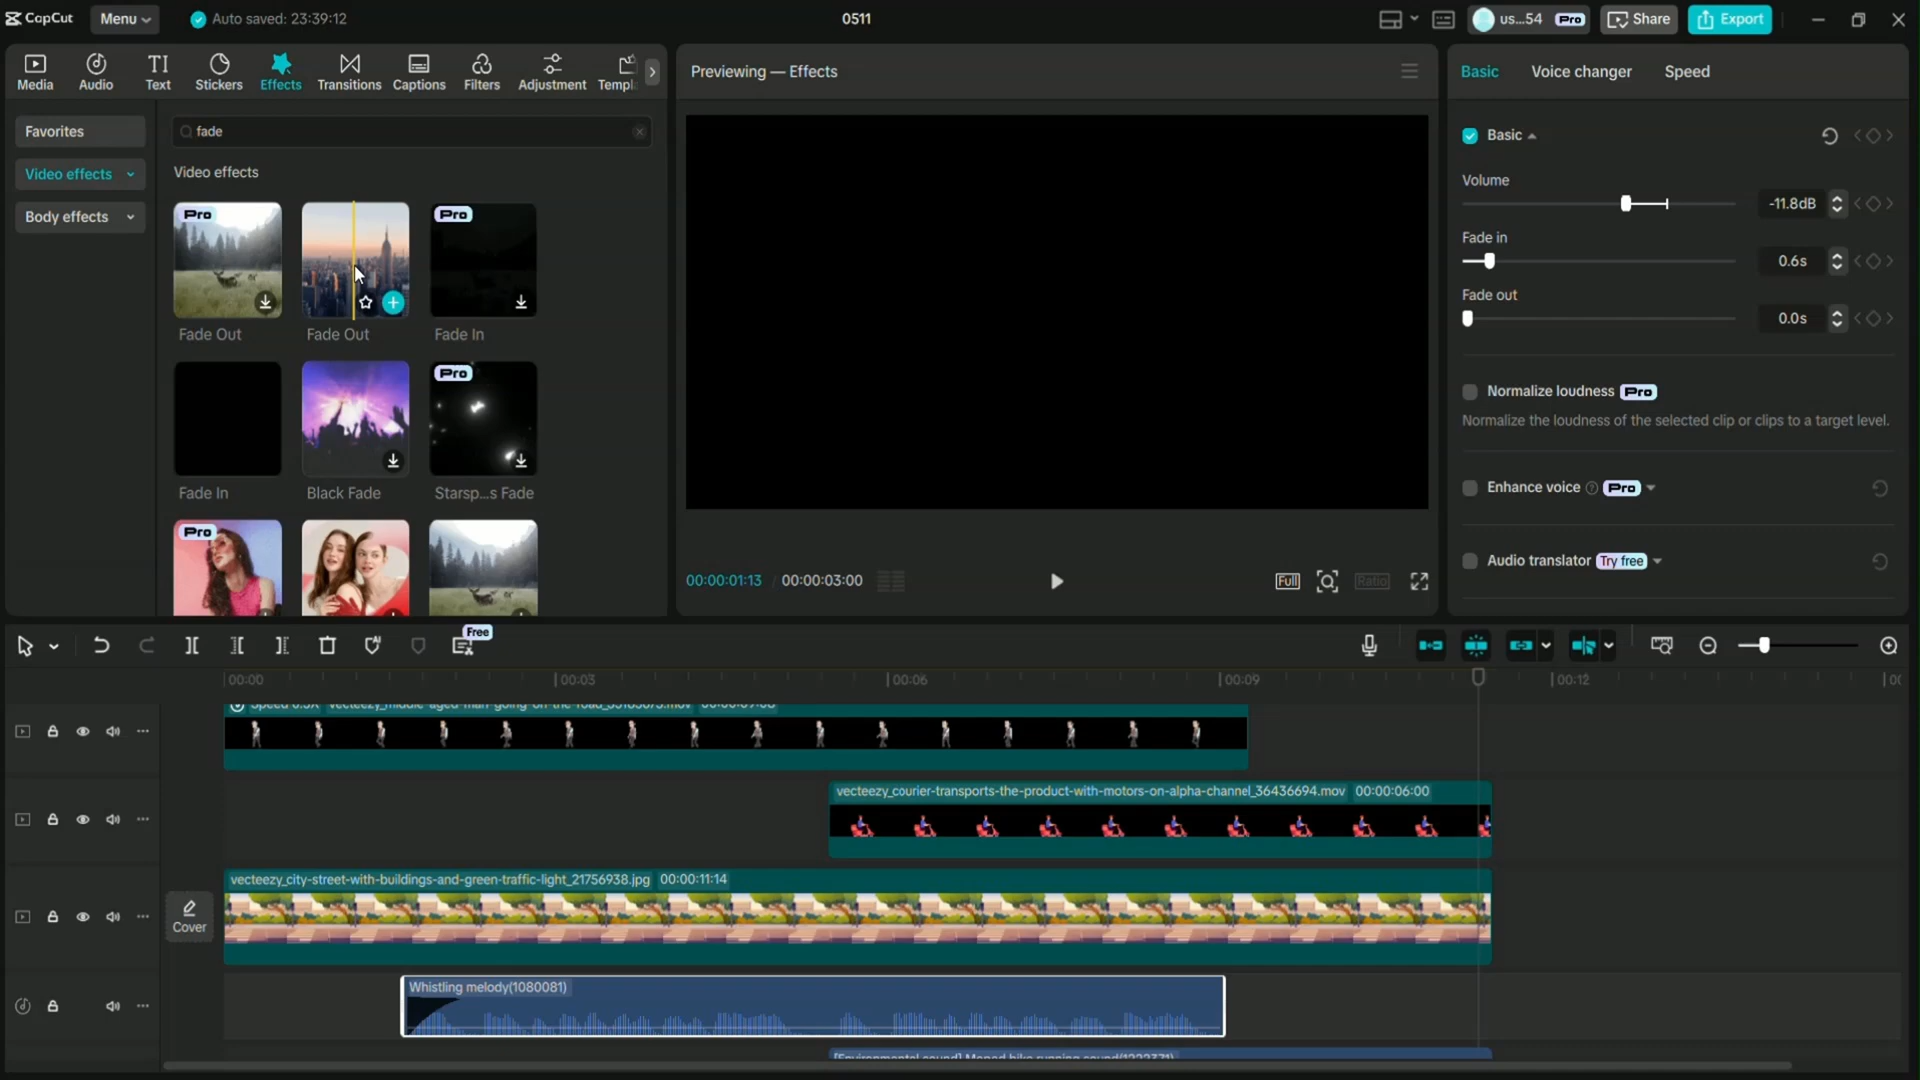 CapCut
Menu
Auto saved: 23:39:12
0511
us...54
Pro
Share
Export
Media
Audio
Text
Stickers
Effects
Transitions
Captions
Filters
Adjustment
Templ
Favorites
Video effects
Body effects
fade
Video effects
Pro
Fade Out
Fade Out
Pro
Fade In
Fade In
Black Fade
Pro
Starsp...s Fade
Pro
Previewing — Effects
00:00:01:13 / 00:00:03:00
Full
Ratio
Basic
Voice changer
Speed
Basic
Volume
-11.8dB
Fade in
0.6s
Fade out
0.0s
Normalize loudness Pro
Normalize the loudness of the selected clip or clips to a target level.
Enhance voice Pro
Audio translator Try free
Free
00:00
00:03
00:06
00:09
00:12
Speed 0.5X vecteezy_middle-aged-man-going-on-the-road_
vecteezy_courier-transports-the-product-with-motors-on-alpha-channel_36436694.mov 00:00:06:00
vecteezy_city-street-with-buildings-and-green-traffic-light_21756938.jpg 00:00:11:14
Cover
Whistling melody(1080081)
[Environmental sound] Moped bike running sound(1222371)